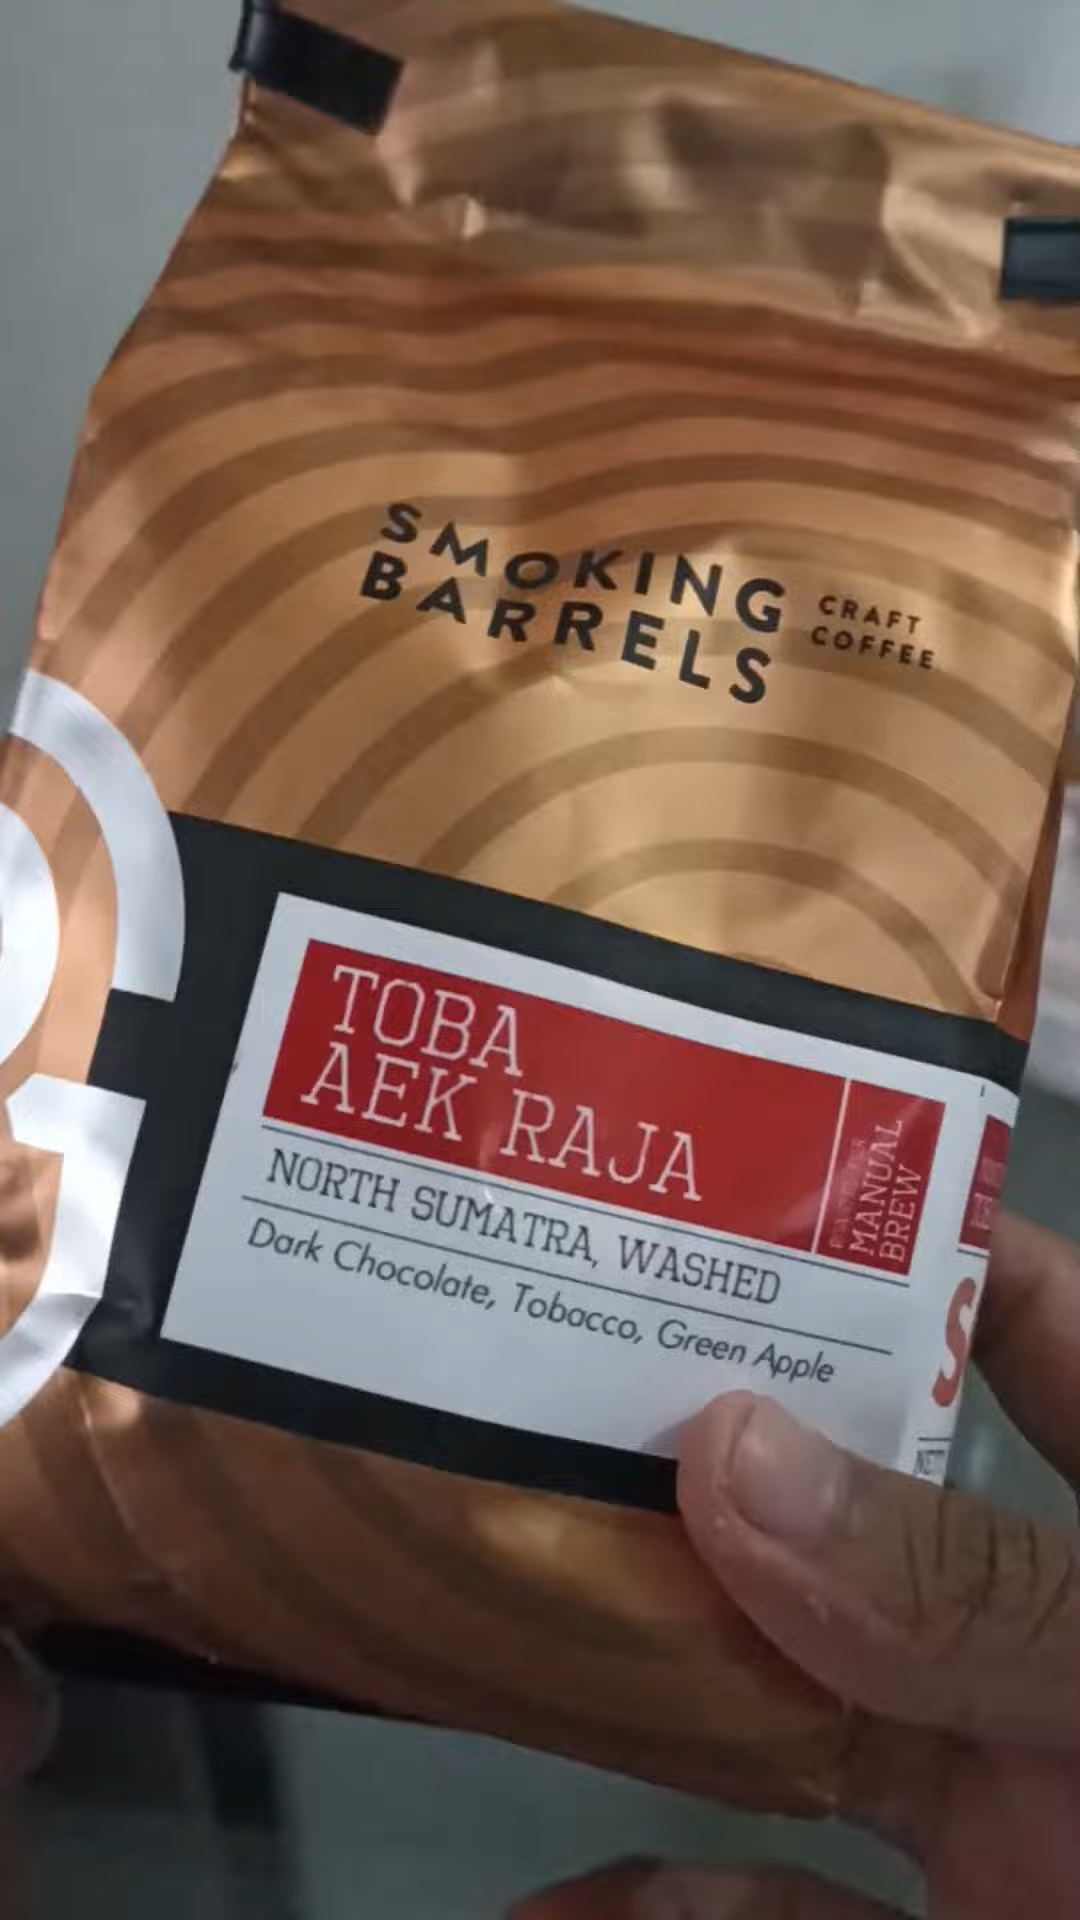 SMOKING
BARRELS
CRAFT
COFFEE
TOBA
AEK RAJA
MANUAL
BREW
NORTH SUMATRA, WASHED
Dark Chocolate, Tobacco, Green Apple
S